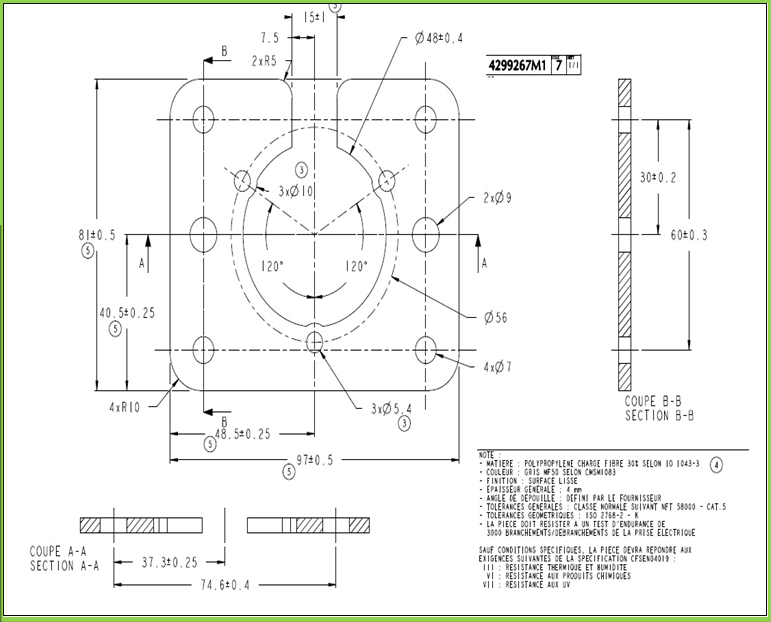 15±1
7.5
B
2xR5
Ø48±0.4
4299267M1 7 1/1
3
3xØ10
2xØ9
30±0.2
81±0.5
5
60±0.3
A
A
120°
120°
40.5±0.25
5
Ø56
4xØ7
4xR10
3xØ5.4
3
COUPE B-B
SECTION B-B
B
48.5±0.25
5
97±0.5
5
NOTE :
- MATIERE : POLYPROPYLENE CHARGE FIBRE 30% SELON IO 1043-3 4
- COULEUR : GRIS MF50 SELON CMSM1083
- FINITION : SURFACE LISSE
- EPAISSEUR GENERALE : 4 mm
- ANGLE DE DEPOUILLE : DEFINI PAR LE FOURNISSEUR
- TOLERANCES GENERALES : CLASSE NORMALE SUIVANT NFT 58000 - CAT.5
- TOLERANCES GEOMETRIQUES : ISO 2768-2 - K
- LA PIECE DOIT RESISTER A UN TEST D'ENDURANCE DE
3000 BRANCHEMENTS/DEBRANCHEMENTS DE LA PRISE ELECTRIQUE
COUPE A-A
SECTION A-A
37.3±0.25
74.6±0.4
SAUF CONDITIONS SPECIFIQUES, LA PIECE DEVRA REPONDRE AUX
EXIGENCES SUIVANTES DE LA SPECIFICATION CFSEN04019 :
III : RESISTANCE THERMIQUE ET HUMIDITE
VI : RESISTANCE AUX PRODUITS CHIMIQUES
VII : RESISTANCE AUX UV